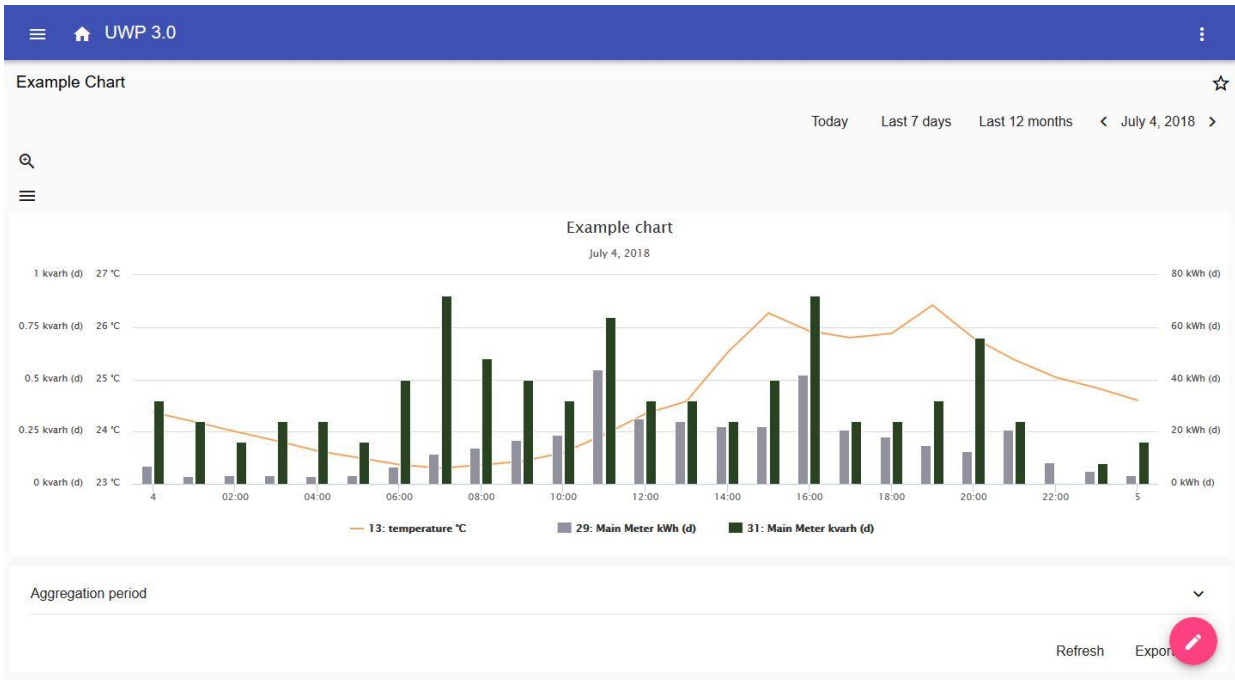 UWP 3.0
Example Chart
Today Last 7 days Last 12 months July 4, 2018
Example chart
July 4, 2018
1 kvarh (d) 27 °C 80 kWh (d)
0.75 kvarh (d) 26 °C 60 kWh (d)
0.5 kvarh (d) 25 °C 40 kWh (d)
0.25 kvarh (d) 24 °C 20 kWh (d)
0 kvarh (d) 23 °C 0 kWh (d)
4 02:00 04:00 06:00 08:00 10:00 12:00 14:00 16:00 18:00 20:00 22:00 5
13: temperature °C 29: Main Meter kWh (d) 31: Main Meter kvarh (d)
Aggregation period
Refresh Export